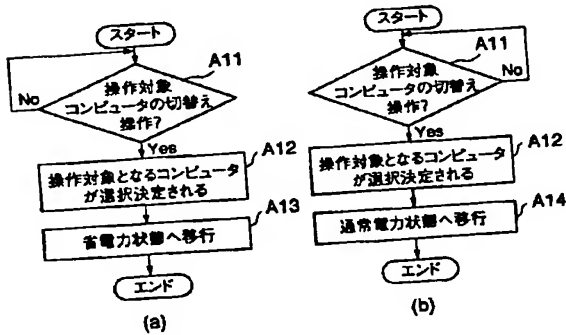 スタート
A11
操作対象
コンピュータの切替え
操作?
No
Yes
A12
操作対象となるコンピュータ
が選択決定される
A13
省電力状態へ移行
エンド
(a)
スタート
A11
操作対象
コンピュータの切替え
操作?
No
Yes
A12
操作対象となるコンピュータ
が選択決定される
A14
通常電力状態へ移行
エンド
(b)